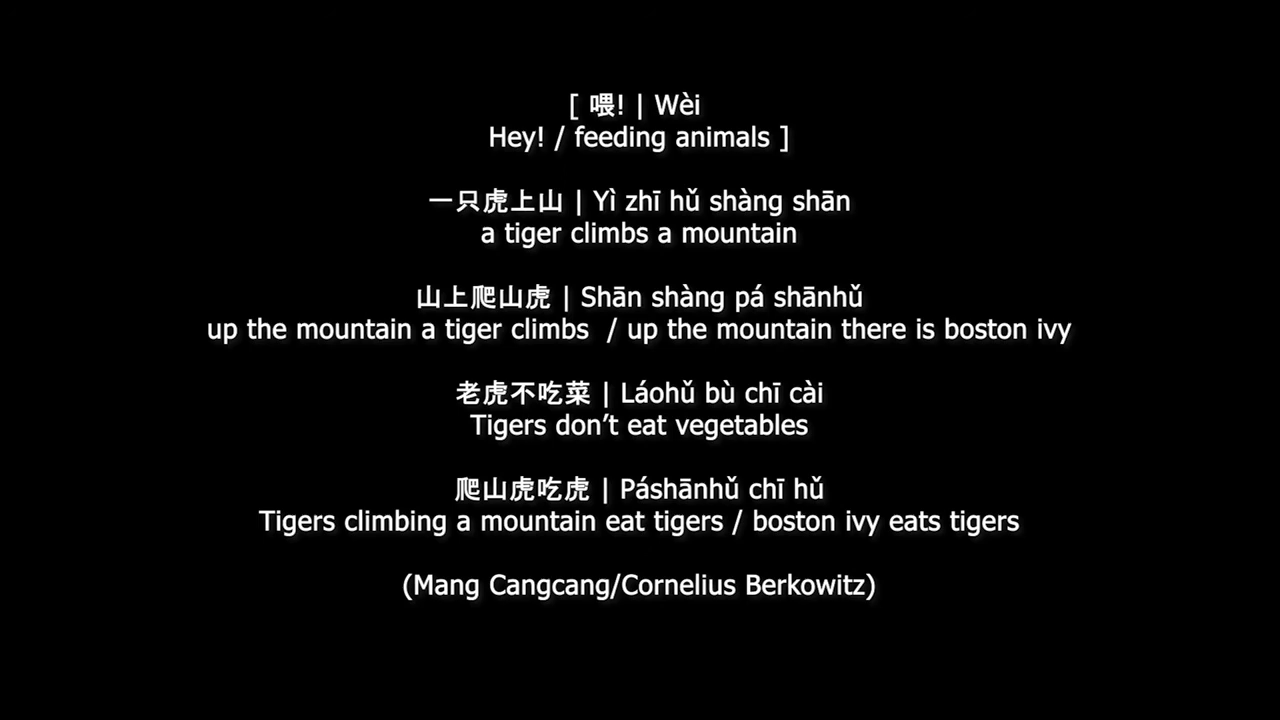 [ 喂! | Wèi
Hey! / feeding animals ]
一只虎上山 | Yì zhī hǔ shàng shān
a tiger climbs a mountain
山上爬山虎 | Shān shàng pá shānhǔ
up the mountain a tiger climbs / up the mountain there is boston ivy
老虎不吃菜 | Láohǔ bù chī cài
Tigers don’t eat vegetables
爬山虎吃虎 | Páshānhǔ chī hǔ
Tigers climbing a mountain eat tigers / boston ivy eats tigers
(Mang Cangcang/Cornelius Berkowitz)